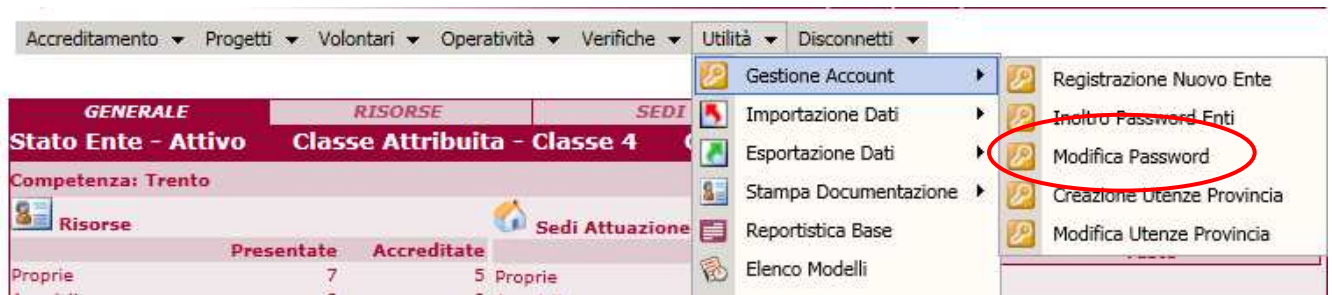 Accreditamento Progetti Volontari Operatività Verifiche Utilità Disconnetti
Gestione Account
Importazione Dati
Esportazione Dati
Stampa Documentazione
Reportistica Base
Elenco Modelli
Registrazione Nuovo Ente
Inoltro Password Enti
Modifica Password
Creazione Utenze Provincia
Modifica Utenze Provincia
GENERALE RISORSE SEDI
Stato Ente - Attivo Classe Attribuita - Classe 4
Competenza: Trento
Risorse Sedi Attuazione
Presentate Accreditate
Proprie 7 5 Proprie